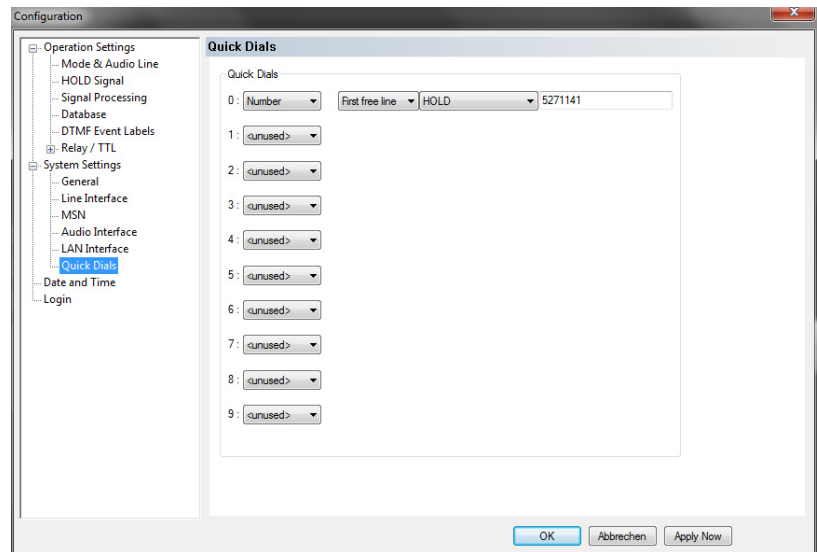 Configuration
Operation Settings
Mode & Audio Line
HOLD Signal
Signal Processing
Database
DTMF Event Labels
Relay / TTL
System Settings
General
Line Interface
MSN
Audio Interface
LAN Interface
Quick Dials
Date and Time
Login
Quick Dials
Quick Dials
0 : Number First free line HOLD 5271141
1 : <unused>
2 : <unused>
3 : <unused>
4 : <unused>
5 : <unused>
6 : <unused>
7 : <unused>
8 : <unused>
9 : <unused>
OK Abbrechen Apply Now